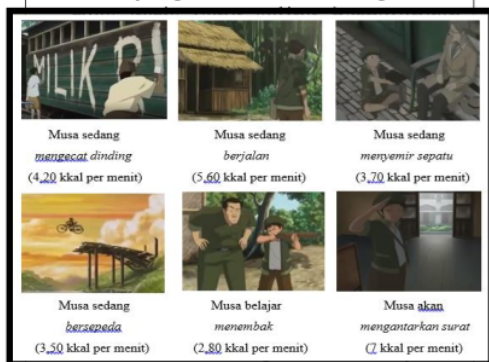 MILIK R
Musa sedang
mengecat dinding
(4,20 kkal per menit)
Musa sedang
berjalan
(5,60 kkal per menit)
Musa sedang
menyemir sepatu
(3,70 kkal per menit)
Musa sedang
bersepeda
(3,50 kkal per menit)
Musa belajar
menembak
(2,80 kkal per menit)
Musa akan
mengantarkan surat
(7 kkal per menit)